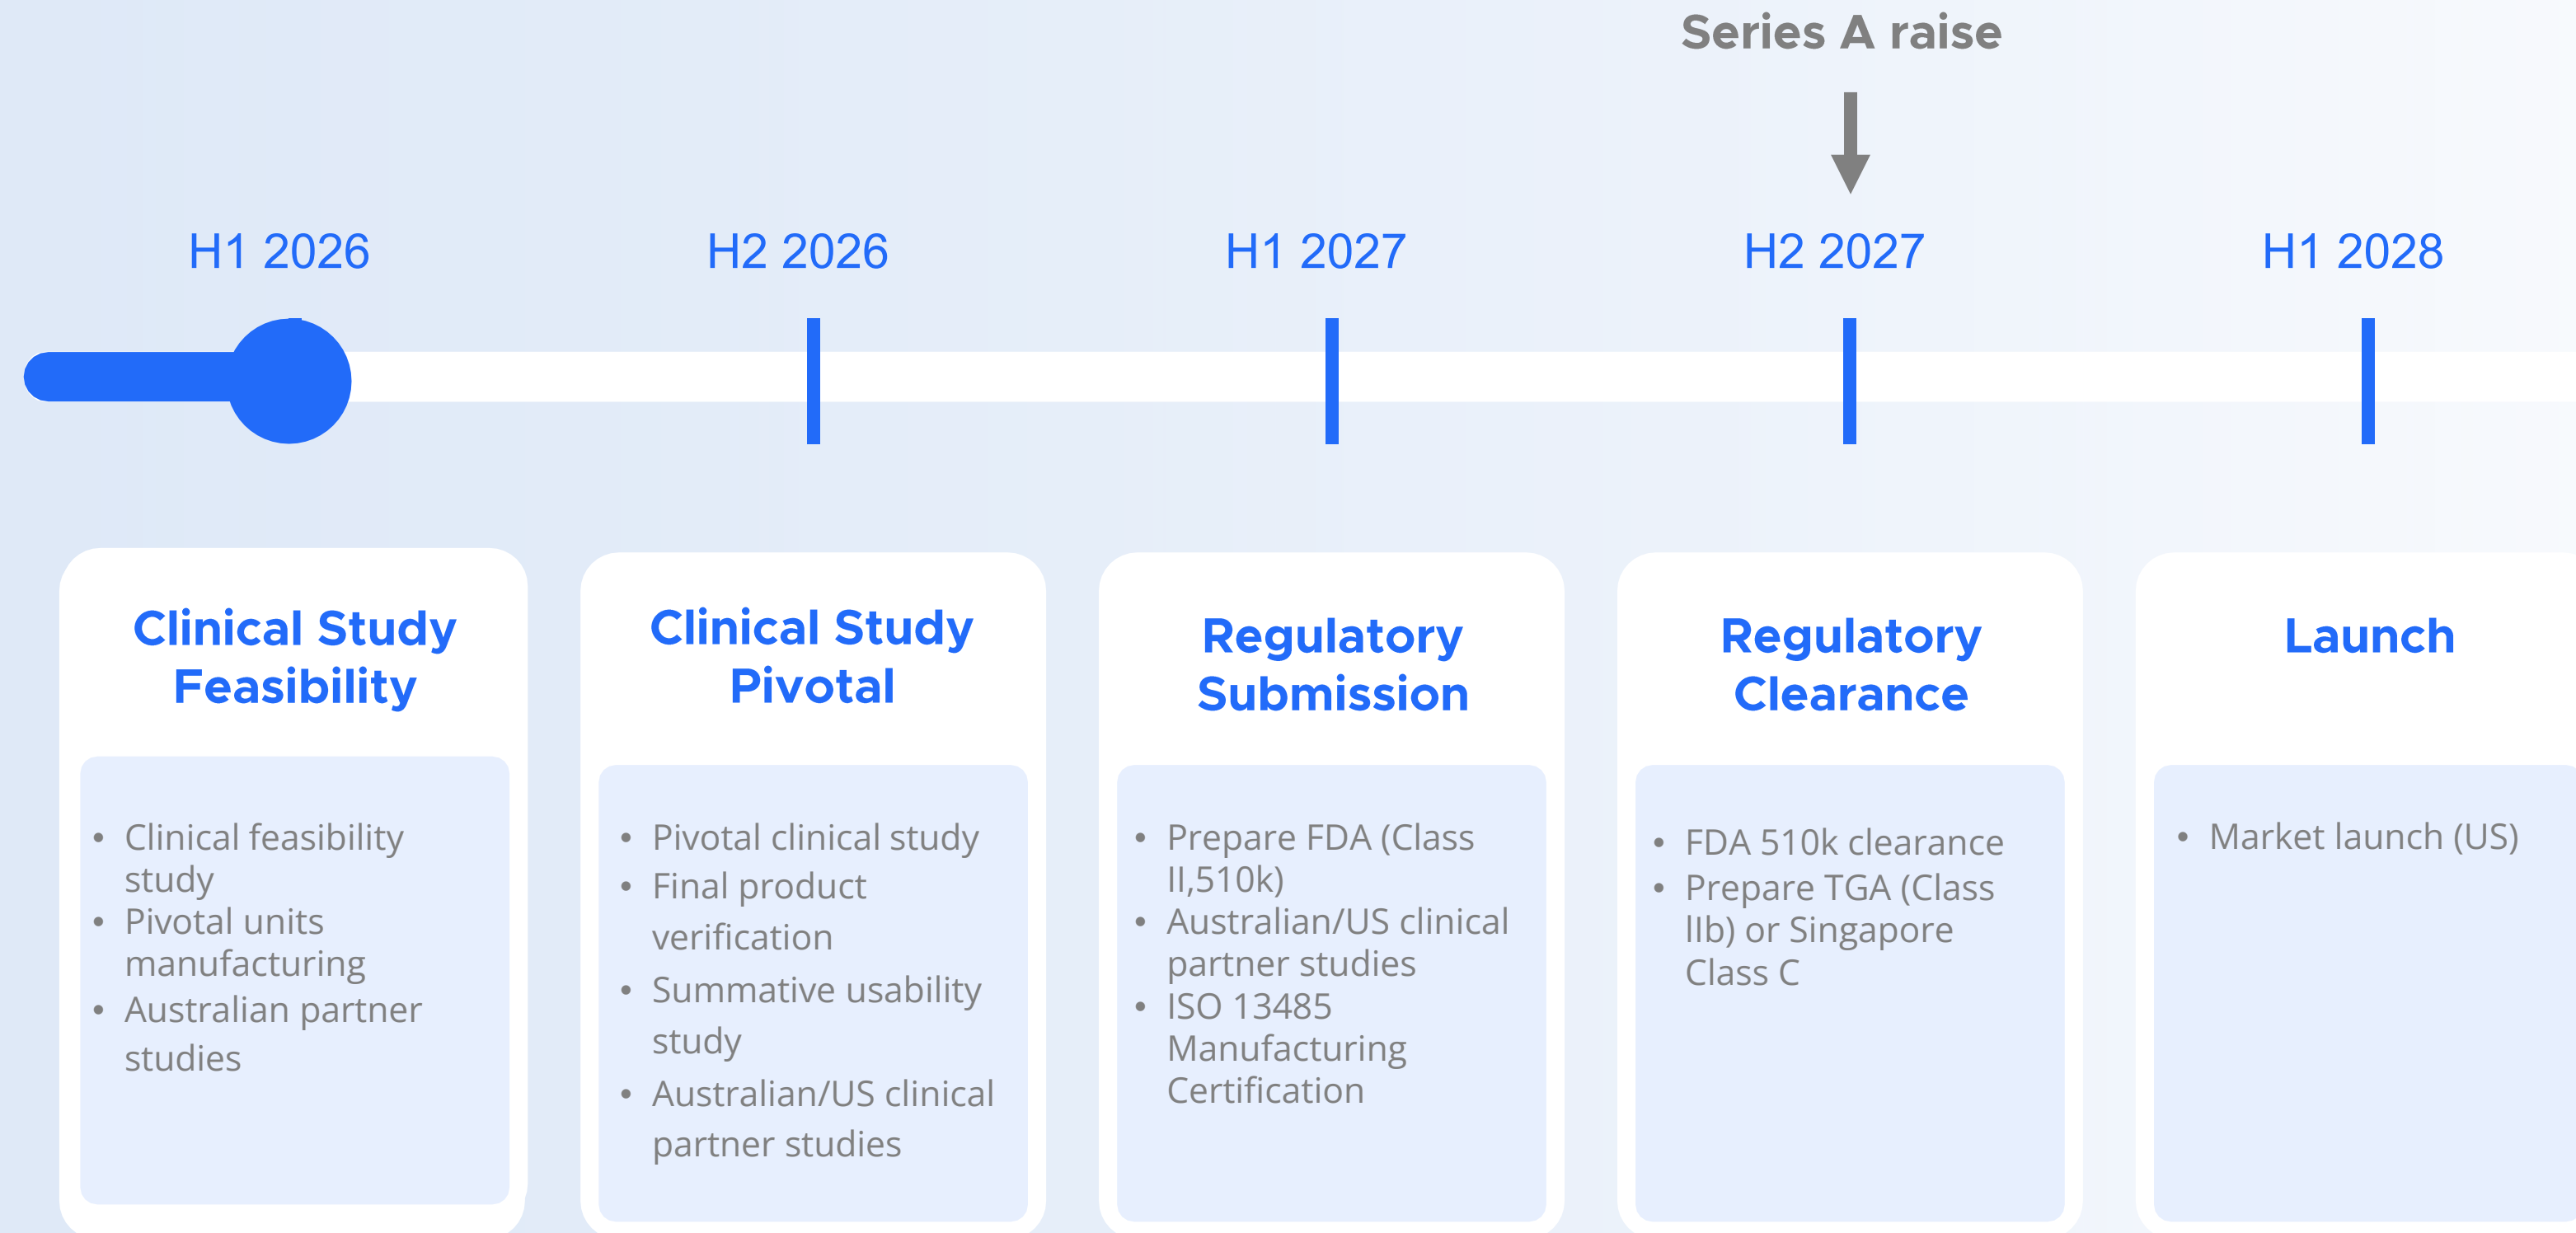 Series A raise
H1 2026
H2 2026
H1 2027
H2 2027
H1 2028
Clinical Study
Feasibility
• Clinical feasibility
study
• Pivotal units
manufacturing
• Australian partner
studies
Clinical Study
Pivotal
• Pivotal clinical study
• Final product
verification
• Summative usability
study
• Australian/US clinical
partner studies
Regulatory
Submission
• Prepare FDA (Class
II,510k)
• Australian/US clinical
partner studies
• ISO 13485
Manufacturing
Certification
Regulatory
Clearance
• FDA 510k clearance
• Prepare TGA (Class
IIb) or Singapore
Class C
Launch
• Market launch (US)